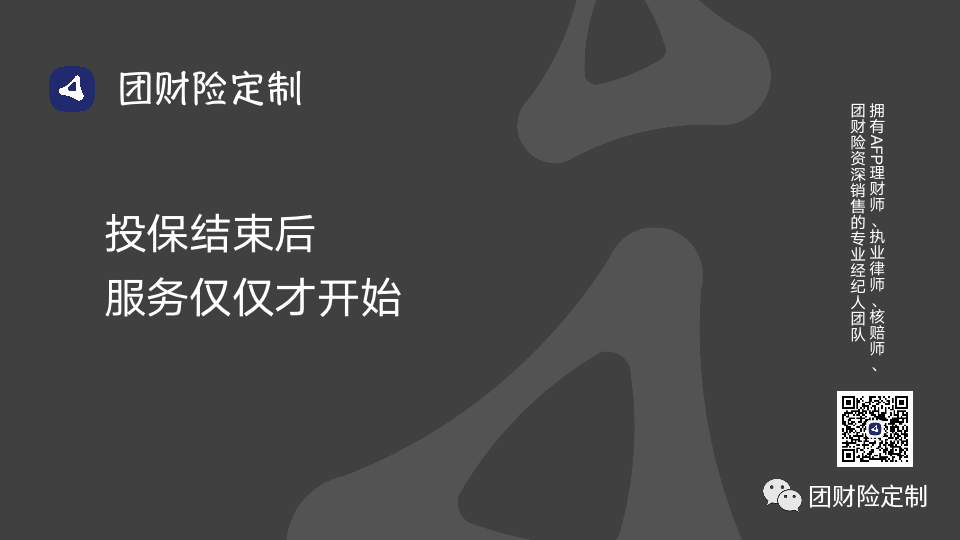 团财险定制
投保结束后
服务仅仅才开始
拥有AFP理财师、执业律师、核赔师、
团财险资深销售的专业经纪人团队
团财险定制